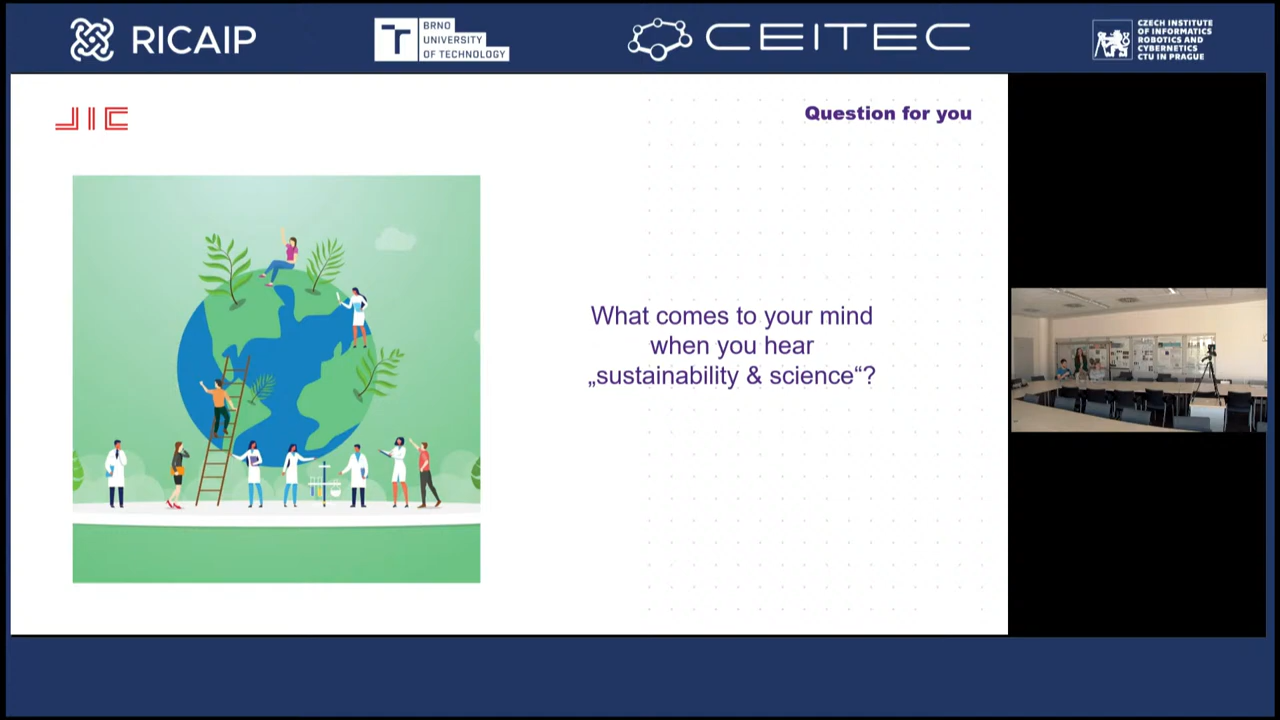 RICAIP
BRNO
UNIVERSITY
OF TECHNOLOGY
CEITEC
CZECH INSTITUTE
OF INFORMATICS
ROBOTICS AND
CYBERNETICS
CTU IN PRAGUE
JIC
Question for you
What comes to your mind
when you hear
„sustainability & science“?